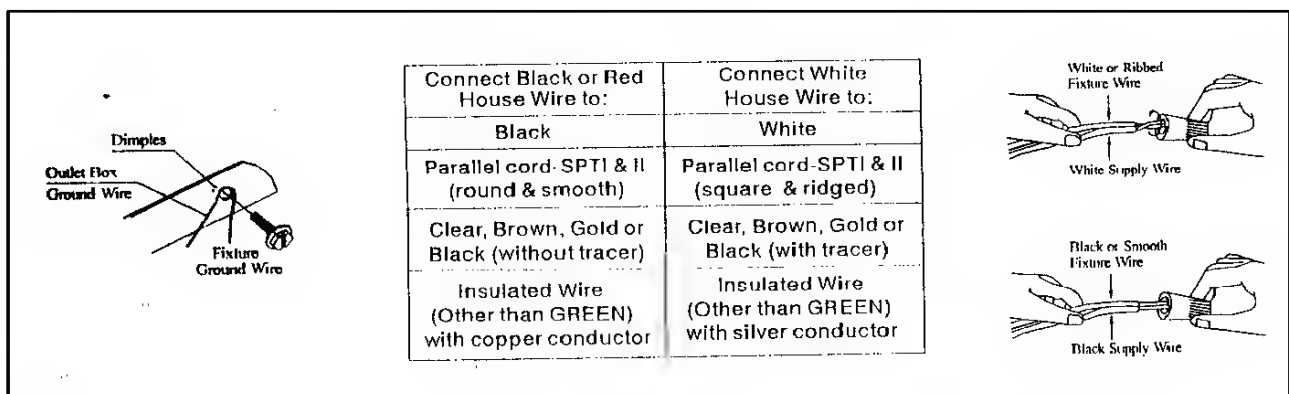 Dimples
Outlet Box
Ground Wire
Fixture
Ground Wire
Connect Black or Red
House Wire to:
Connect White
House Wire to:
Black
White
Parallel cord-SPTI & II
(round & smooth)
Parallel cord-SPTI & II
(square & ridged)
Clear, Brown, Gold or
Black (without tracer)
Clear, Brown, Gold or
Black (with tracer)
Insulated Wire
(Other than GREEN)
with copper conductor
Insulated Wire
(Other than GREEN)
with silver conductor
White or Ribbed
Fixture Wire
White Supply Wire
Black or Smooth
Fixture Wire
Black Supply Wire